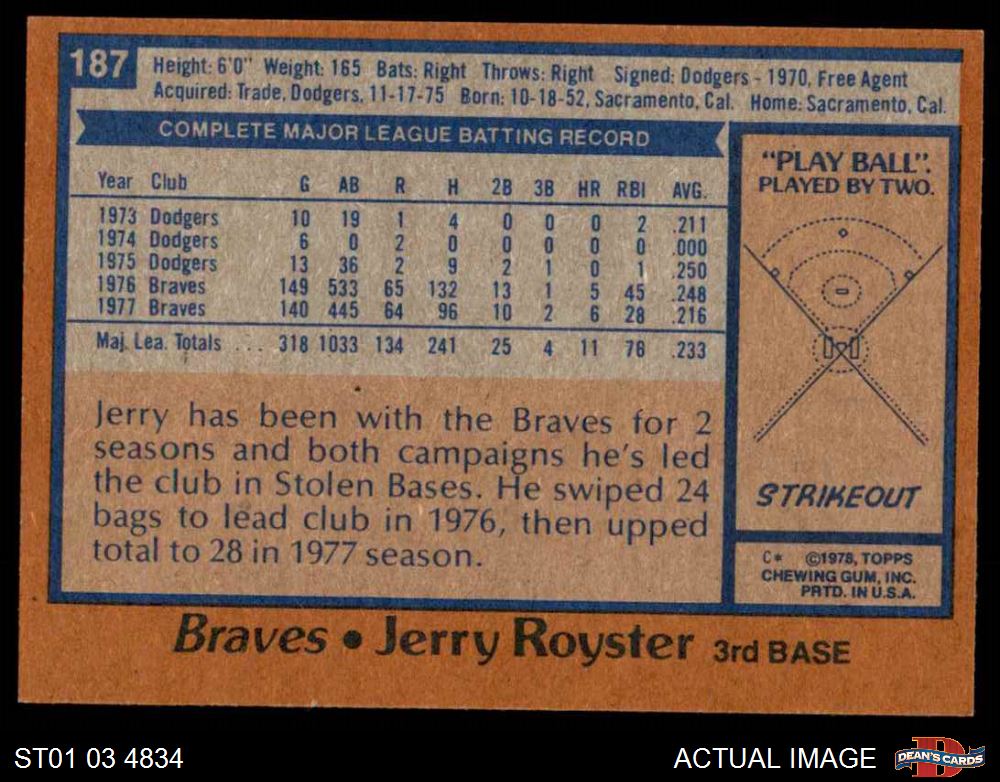 187
Height: 6'0" Weight: 165 Bats: Right Throws: Right Signed: Dodgers - 1970, Free Agent
Acquired: Trade, Dodgers, 11-17-75 Born: 10-18-52, Sacramento, Cal. Home: Sacramento, Cal.
COMPLETE MAJOR LEAGUE BATTING RECORD
Year Club G AB R H 2B 3B HR RBI AVG.
1973 Dodgers 10 19 1 4 0 0 0 2 .211
1974 Dodgers 6 0 2 0 0 0 0 0 .000
1975 Dodgers 13 36 2 9 2 1 0 1 .250
1976 Braves 149 533 65 132 13 1 5 45 .248
1977 Braves 140 445 64 96 10 2 6 28 .216
Maj. Lea. Totals ... 318 1033 134 241 25 4 11 76 .233
Jerry has been with the Braves for 2
seasons and both campaigns he's led
the club in Stolen Bases. He swiped 24
bags to lead club in 1976, then upped
total to 28 in 1977 season.
"PLAY BALL".
PLAYED BY TWO.
STRIKEOUT
C* ©1978, TOPPS
CHEWING GUM, INC.
PRTD. IN U.S.A.
Braves • Jerry Royster 3rd BASE
ST01 03 4834
ACTUAL IMAGE
D
DEAN'S CARDS